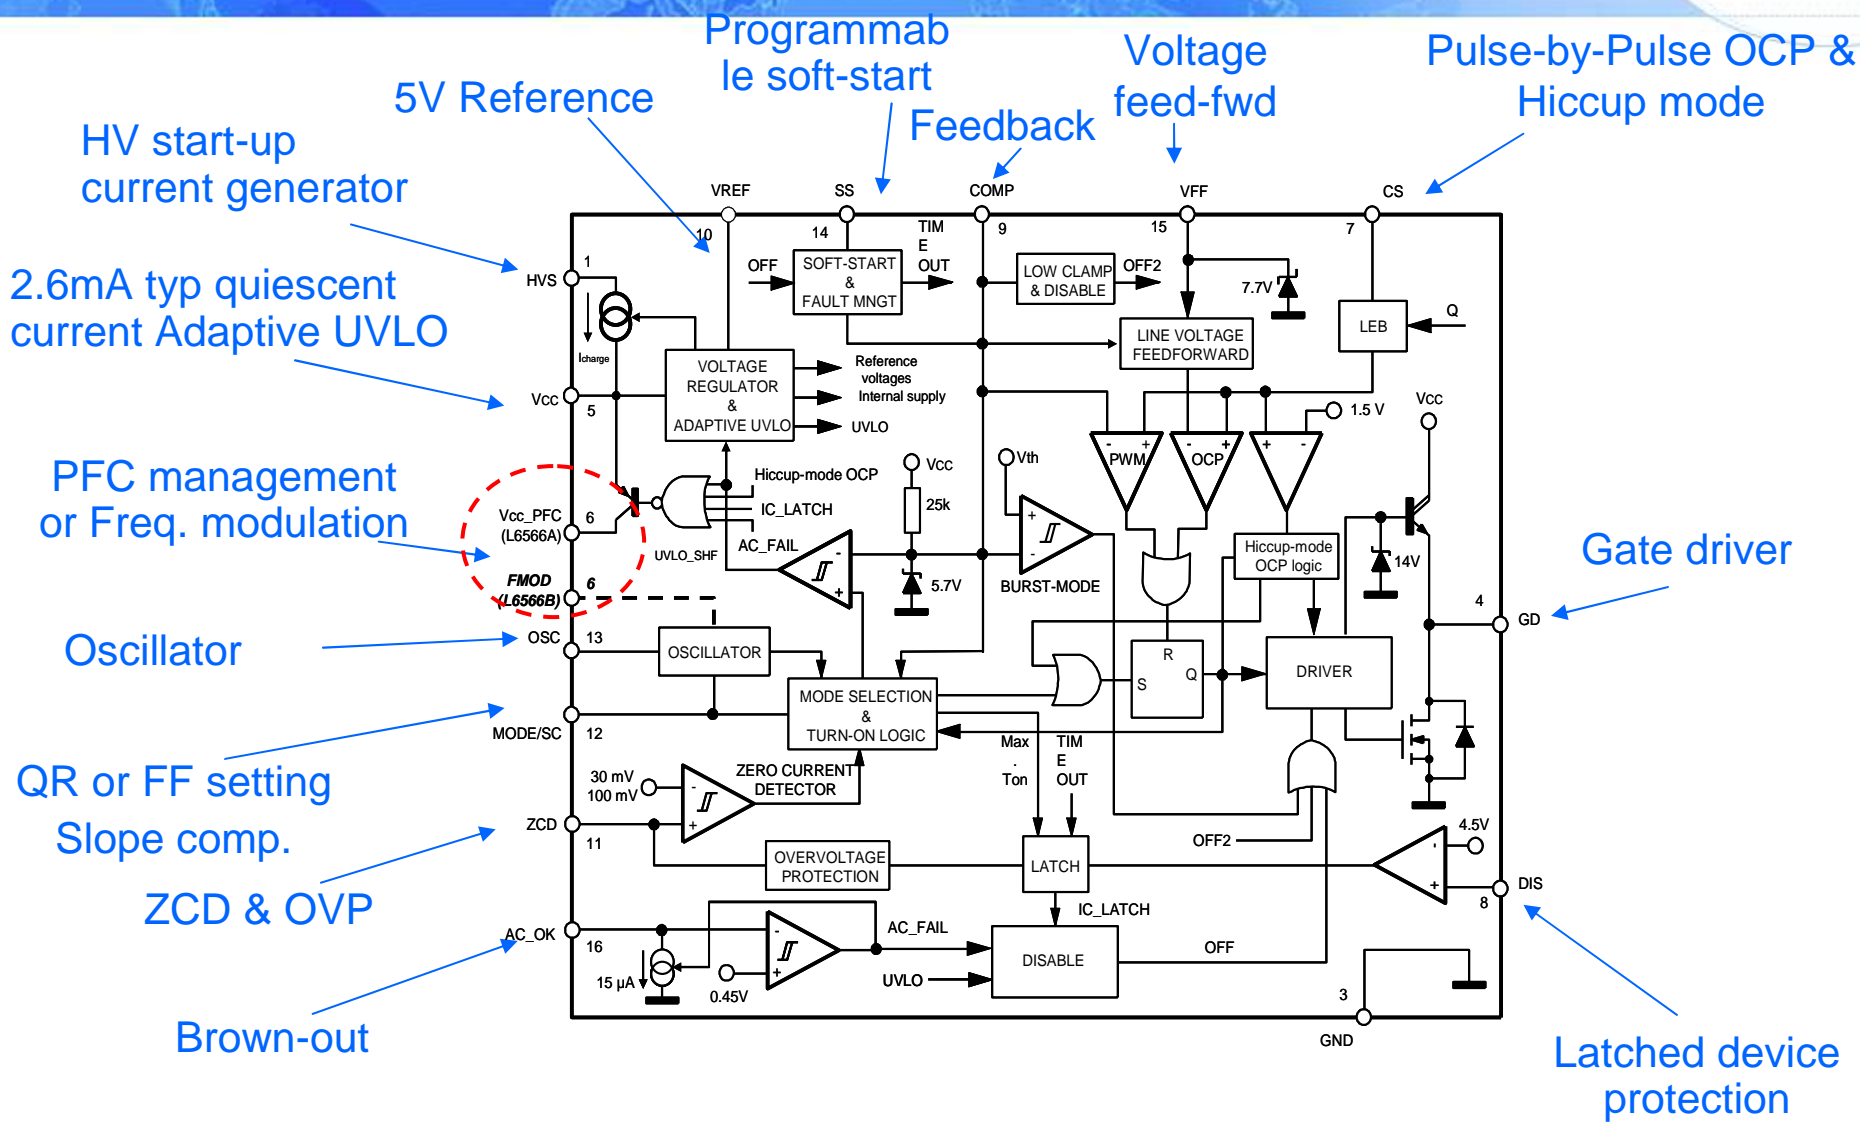 Programmab
le soft-start
Voltage
feed-fwd
Pulse-by-Pulse OCP &
Hiccup mode
5V Reference
Feedback
HV start-up
current generator
2.6mA typ quiescent
current Adaptive UVLO
PFC management
or Freq. modulation
Oscillator
QR or FF setting
Slope comp.
ZCD & OVP
Brown-out
Gate driver
Latched device
protection
VREF
SS
COMP
VFF
CS
10
14
9
15
7
TIM
E
OUT
OFF
SOFT-START
&
FAULT MNGT
LOW CLAMP
& DISABLE
OFF2
7.7V
LEB
Q
1
HVS
Icharge
LINE VOLTAGE
FEEDFORWARD
VOLTAGE
REGULATOR
&
ADAPTIVE UVLO
Reference
voltages
Internal supply
UVLO
Vcc
5
1.5 V
Vcc
- +
PWM
- +
OCP
+ -
Hiccup-mode OCP
IC_LATCH
AC_FAIL
UVLO_SHF
Vcc
25k
Vth
+
-
BURST-MODE
5.7V
-
+
Vcc_PFC
(L6566A)
6
FMOD
(L6566B)
6
Hiccup-mode
OCP logic
14V
4
GD
OSC
13
OSCILLATOR
R
S
Q
DRIVER
MODE SELECTION
&
TURN-ON LOGIC
MODE/SC
12
Max
.
Ton
TIM
E
OUT
30 mV
100 mV
-
+
ZERO CURRENT
DETECTOR
ZCD
11
OVERVOLTAGE
PROTECTION
LATCH
OFF2
4.5V
-
+
DIS
8
IC_LATCH
AC_OK
16
15 µA
-
+
0.45V
AC_FAIL
UVLO
DISABLE
OFF
3
GND